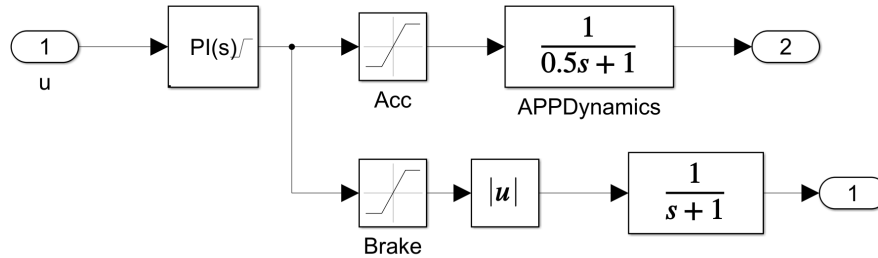 1
u
PI(s)
Acc
1
0.5s + 1
APPDynamics
2
Brake
|u|
1
s + 1
1